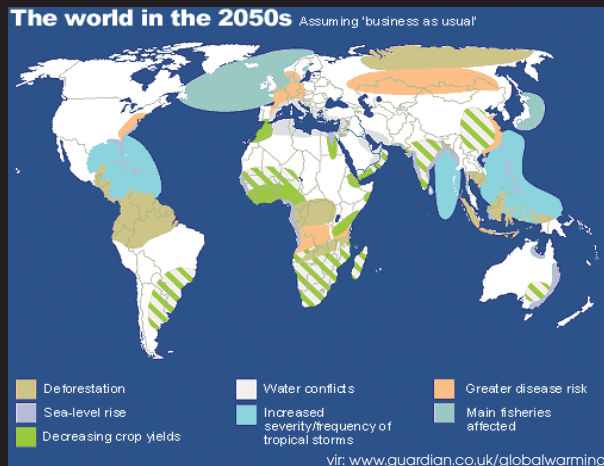 The world in the 2050s Assuming 'business as usual'
Deforestation
Sea-level rise
Decreasing crop yields
Water conflicts
Increased
severity/frequency of
tropical storms
Greater disease risk
Main fisheries
affected
vir: www.guardian.co.uk/globalwarming